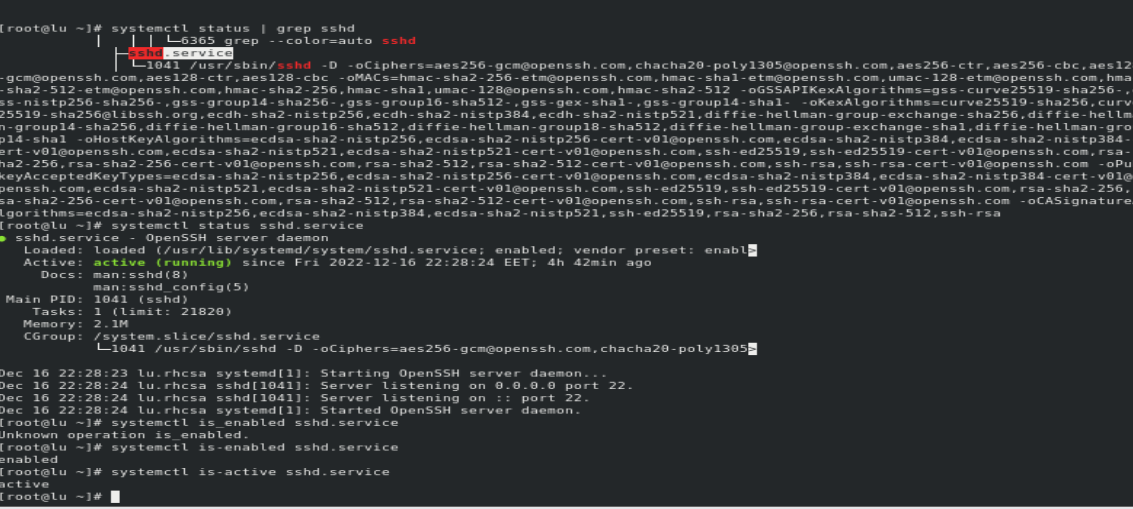 [root@lu ~]# systemctl status | grep sshd
│ │ │ └─6365 grep --color=auto sshd
├─sshd.service
│ └─1041 /usr/sbin/sshd -D -oCiphers=aes256-gcm@openssh.com,chacha20-poly1305@openssh.com,aes256-ctr,aes256-cbc,aes12
-gcm@openssh.com,aes128-ctr,aes128-cbc -oMACs=hmac-sha2-256-etm@openssh.com,hmac-sha1-etm@openssh.com,umac-128-etm@openssh.com,hma
-sha2-512-etm@openssh.com,hmac-sha2-256,hmac-sha1,umac-128@openssh.com,hmac-sha2-512 -oGSSAPIKexAlgorithms=gss-curve25519-sha256-,
ss-nistp256-sha256-,gss-group14-sha256-,gss-group16-sha512-,gss-gex-sha1-,gss-group14-sha1- -oKexAlgorithms=curve25519-sha256,curv
25519-sha256@libssh.org,ecdh-sha2-nistp256,ecdh-sha2-nistp384,ecdh-sha2-nistp521,diffie-hellman-group-exchange-sha256,diffie-hellm
n-group14-sha256,diffie-hellman-group16-sha512,diffie-hellman-group18-sha512,diffie-hellman-group-exchange-sha1,diffie-hellman-gro
p14-sha1 -oHostKeyAlgorithms=ecdsa-sha2-nistp256,ecdsa-sha2-nistp256-cert-v01@openssh.com,ecdsa-sha2-nistp384,ecdsa-sha2-nistp384-
ert-v01@openssh.com,ecdsa-sha2-nistp521,ecdsa-sha2-nistp521-cert-v01@openssh.com,ssh-ed25519,ssh-ed25519-cert-v01@openssh.com,rsa-
ha2-256,rsa-sha2-256-cert-v01@openssh.com,rsa-sha2-512,rsa-sha2-512-cert-v01@openssh.com,ssh-rsa,ssh-rsa-cert-v01@openssh.com -oPu
keyAcceptedKeyTypes=ecdsa-sha2-nistp256,ecdsa-sha2-nistp256-cert-v01@openssh.com,ecdsa-sha2-nistp384,ecdsa-sha2-nistp384-cert-v01@
penssh.com,ecdsa-sha2-nistp521,ecdsa-sha2-nistp521-cert-v01@openssh.com,ssh-ed25519,ssh-ed25519-cert-v01@openssh.com,rsa-sha2-256,
sa-sha2-256-cert-v01@openssh.com,rsa-sha2-512,rsa-sha2-512-cert-v01@openssh.com,ssh-rsa,ssh-rsa-cert-v01@openssh.com -oCASignature
lgorithms=ecdsa-sha2-nistp256,ecdsa-sha2-nistp384,ecdsa-sha2-nistp521,ssh-ed25519,rsa-sha2-256,rsa-sha2-512,ssh-rsa
[root@lu ~]# systemctl status sshd.service
● sshd.service - OpenSSH server daemon
Loaded: loaded (/usr/lib/systemd/system/sshd.service; enabled; vendor preset: enabl>
Active: active (running) since Fri 2022-12-16 22:28:24 EET; 4h 42min ago
Docs: man:sshd(8)
man:sshd_config(5)
Main PID: 1041 (sshd)
Tasks: 1 (limit: 21820)
Memory: 2.1M
CGroup: /system.slice/sshd.service
└─1041 /usr/sbin/sshd -D -oCiphers=aes256-gcm@openssh.com,chacha20-poly1305>
Dec 16 22:28:23 lu.rhcsa systemd[1]: Starting OpenSSH server daemon...
Dec 16 22:28:24 lu.rhcsa sshd[1041]: Server listening on 0.0.0.0 port 22.
Dec 16 22:28:24 lu.rhcsa sshd[1041]: Server listening on :: port 22.
Dec 16 22:28:24 lu.rhcsa systemd[1]: Started OpenSSH server daemon.
[root@lu ~]# systemctl is_enabled sshd.service
Unknown operation is_enabled.
[root@lu ~]# systemctl is-enabled sshd.service
enabled
[root@lu ~]# systemctl is-active sshd.service
active
[root@lu ~]#